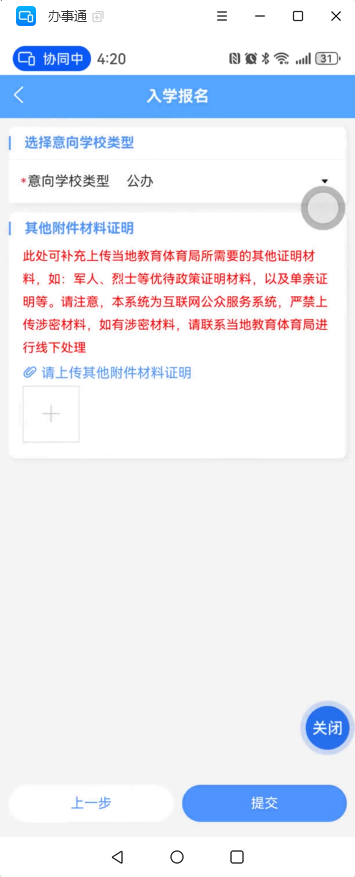 办事通
协同中 4:20 31
入学报名
选择意向学校类型
*意向学校类型 公办
其他附件材料证明
此处可补充上传当地教育体育局所需要的其他证明材
料，如：军人、烈士等优待政策证明材料，以及单亲证
明等。请注意，本系统为互联网公众服务系统，严禁上
传涉密材料，如有涉密材料，请联系当地教育体育局进
行线下处理
请上传其他附件材料证明
关闭
上一步 提交